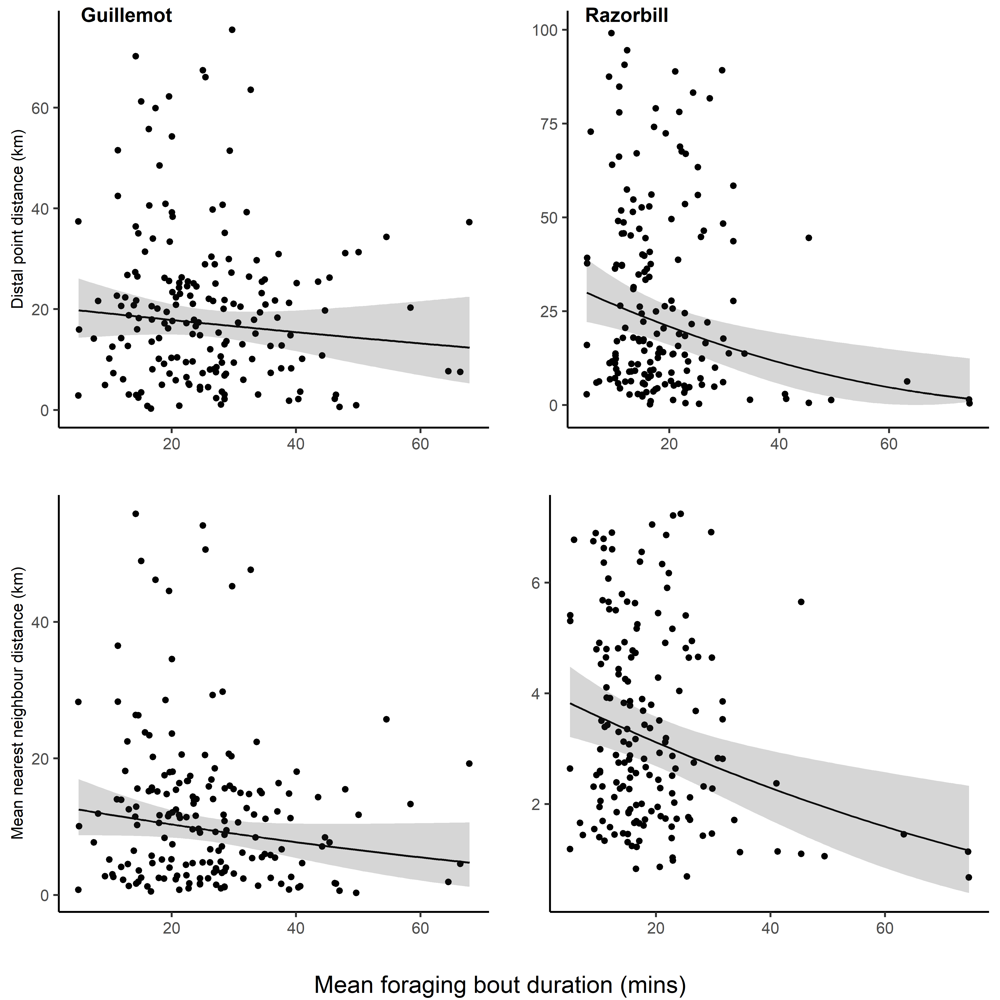 Guillemot
Razorbill
Distal point distance (km)
60
40
20
0
20 40 60
100
75
50
25
0
20 40 60
Mean nearest neighbour distance (km)
40
20
0
20 40 60
6
4
2
20 40 60
Mean foraging bout duration (mins)